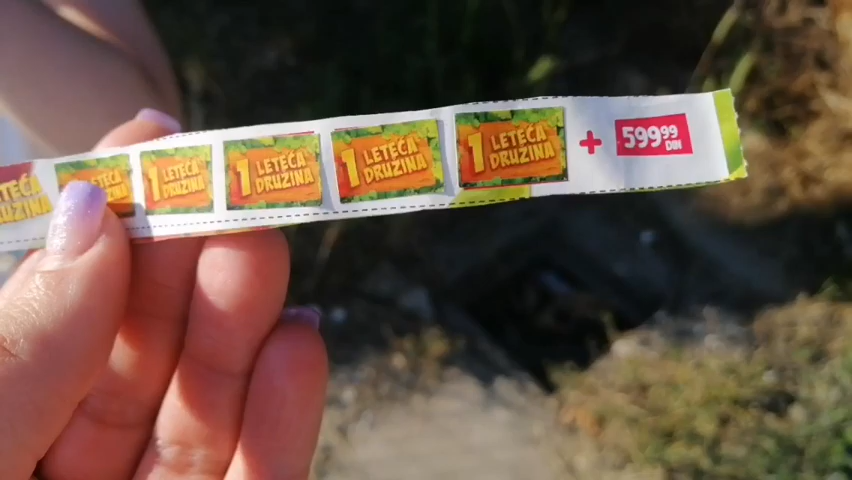 LETEĆA
DRUŽINA
1 LETEĆA
DRUŽINA
1 LETEĆA
DRUŽINA
1 LETEĆA
DRUŽINA
1 LETEĆA
DRUŽINA
+ 599⁹⁹
DIN